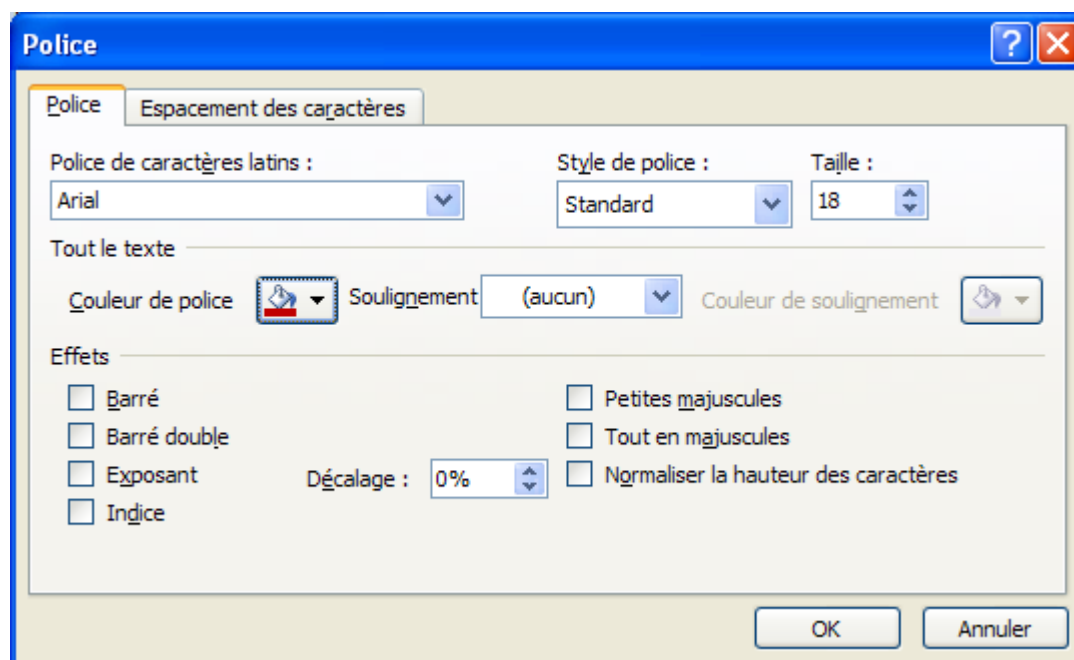 Police
Police Espacement des caractères
Police de caractères latins : Style de police : Taille :
Arial Standard 18
Tout le texte
Couleur de police Soulignement (aucun) Couleur de soulignement
Effets
Barré Petites majuscules
Barré double Tout en majuscules
Exposant Décalage : 0% Normaliser la hauteur des caractères
Indice
OK Annuler